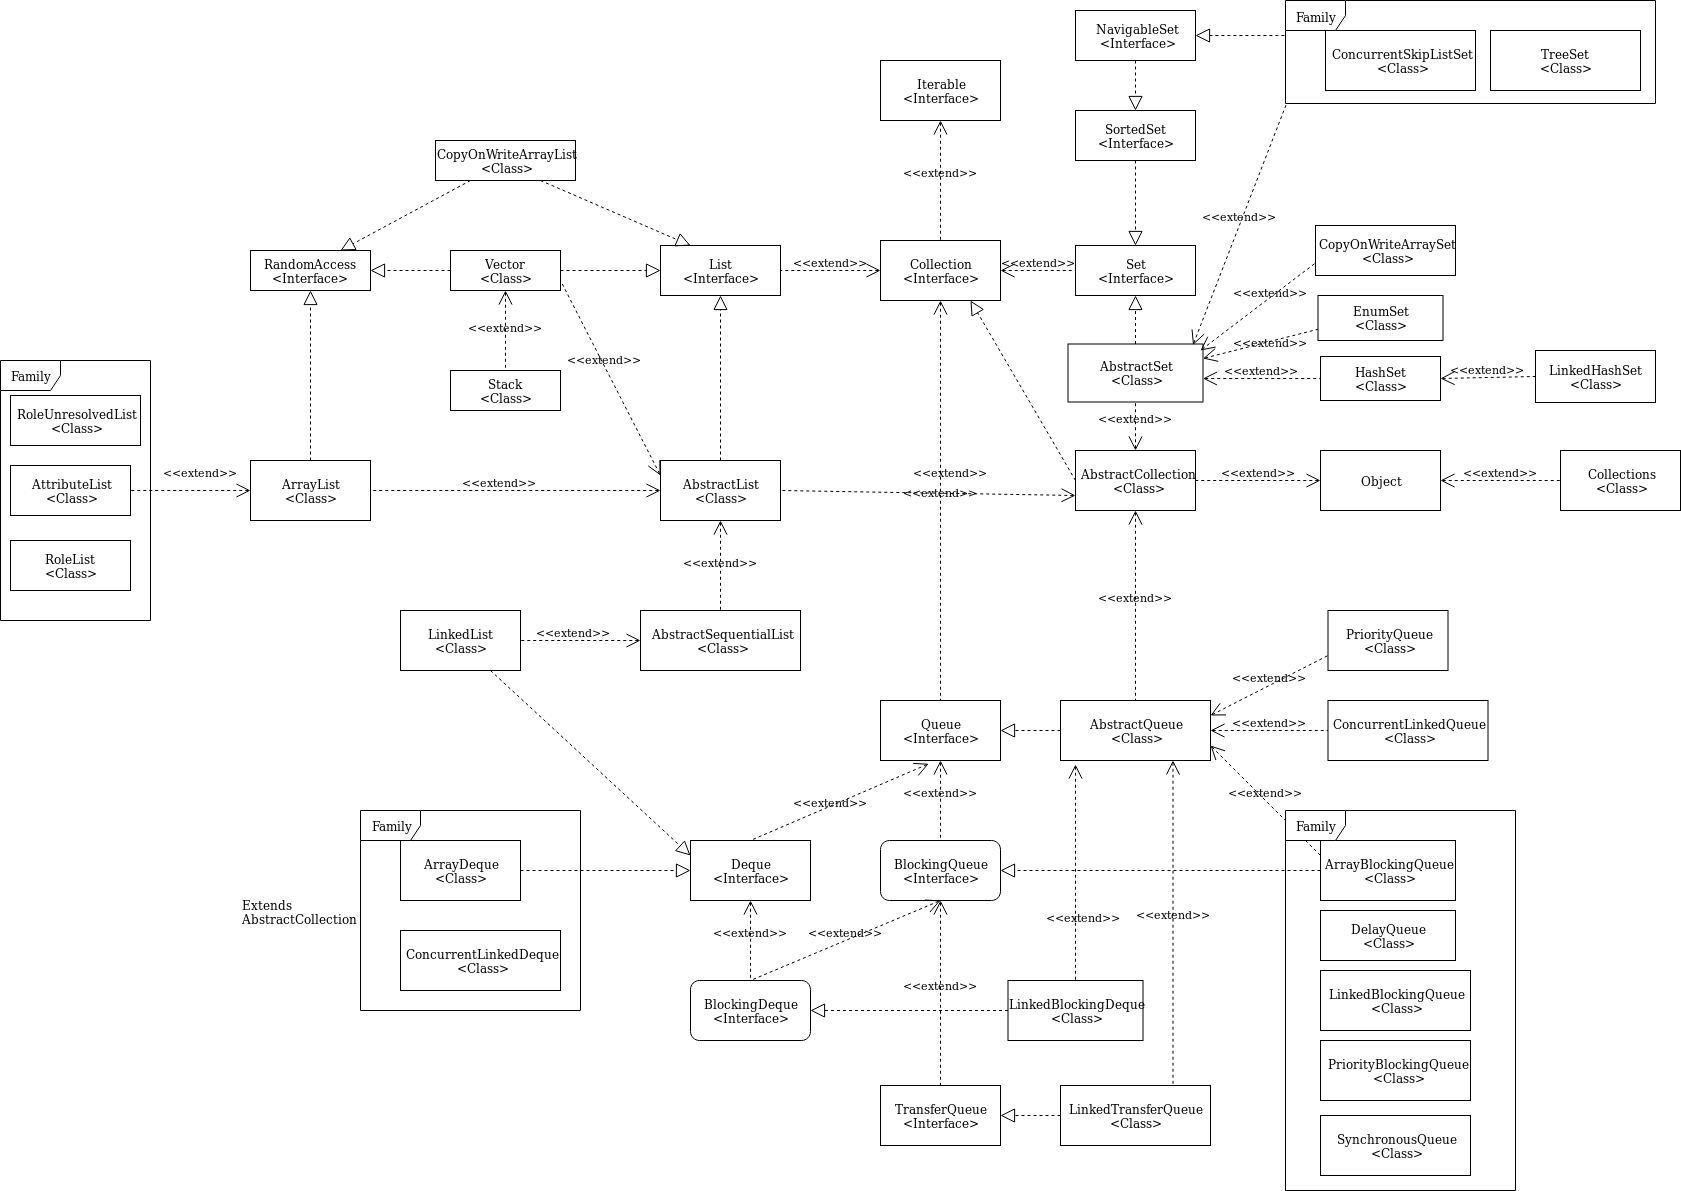 NavigableSet
<Interface>
Family
ConcurrentSkipListSet
<Class>
TreeSet
<Class>
Iterable
<Interface>
SortedSet
<Interface>
CopyOnWriteArrayList
<Class>
<<extend>>
<<extend>>
RandomAccess
<Interface>
Vector
<Class>
List
<Interface>
<<extend>>
Collection
<Interface>
<<extend>>
Set
<Interface>
CopyOnWriteArraySet
<Class>
<<extend>>
EnumSet
<Class>
<<extend>>
<<extend>>
<<extend>>
AbstractSet
<Class>
<<extend>>
HashSet
<Class>
<<extend>>
LinkedHashSet
<Class>
Family
Stack
<Class>
<<extend>>
RoleUnresolvedList
<Class>
<<extend>>
AttributeList
<Class>
<<extend>>
ArrayList
<Class>
<<extend>>
AbstractList
<Class>
<<extend>>
<<extend>>
AbstractCollection
<Class>
<<extend>>
Object
<<extend>>
Collections
<Class>
RoleList
<Class>
<<extend>>
<<extend>>
LinkedList
<Class>
<<extend>>
AbstractSequentialList
<Class>
PriorityQueue
<Class>
<<extend>>
Queue
<Interface>
AbstractQueue
<Class>
<<extend>>
ConcurrentLinkedQueue
<Class>
<<extend>>
<<extend>>
<<extend>>
Family
Family
ArrayDeque
<Class>
Deque
<Interface>
BlockingQueue
<Interface>
ArrayBlockingQueue
<Class>
Extends
AbstractCollection
<<extend>>
<<extend>>
<<extend>>
<<extend>>
DelayQueue
<Class>
ConcurrentLinkedDeque
<Class>
<<extend>>
BlockingDeque
<Interface>
LinkedBlockingDeque
<Class>
LinkedBlockingQueue
<Class>
PriorityBlockingQueue
<Class>
TransferQueue
<Interface>
LinkedTransferQueue
<Class>
SynchronousQueue
<Class>